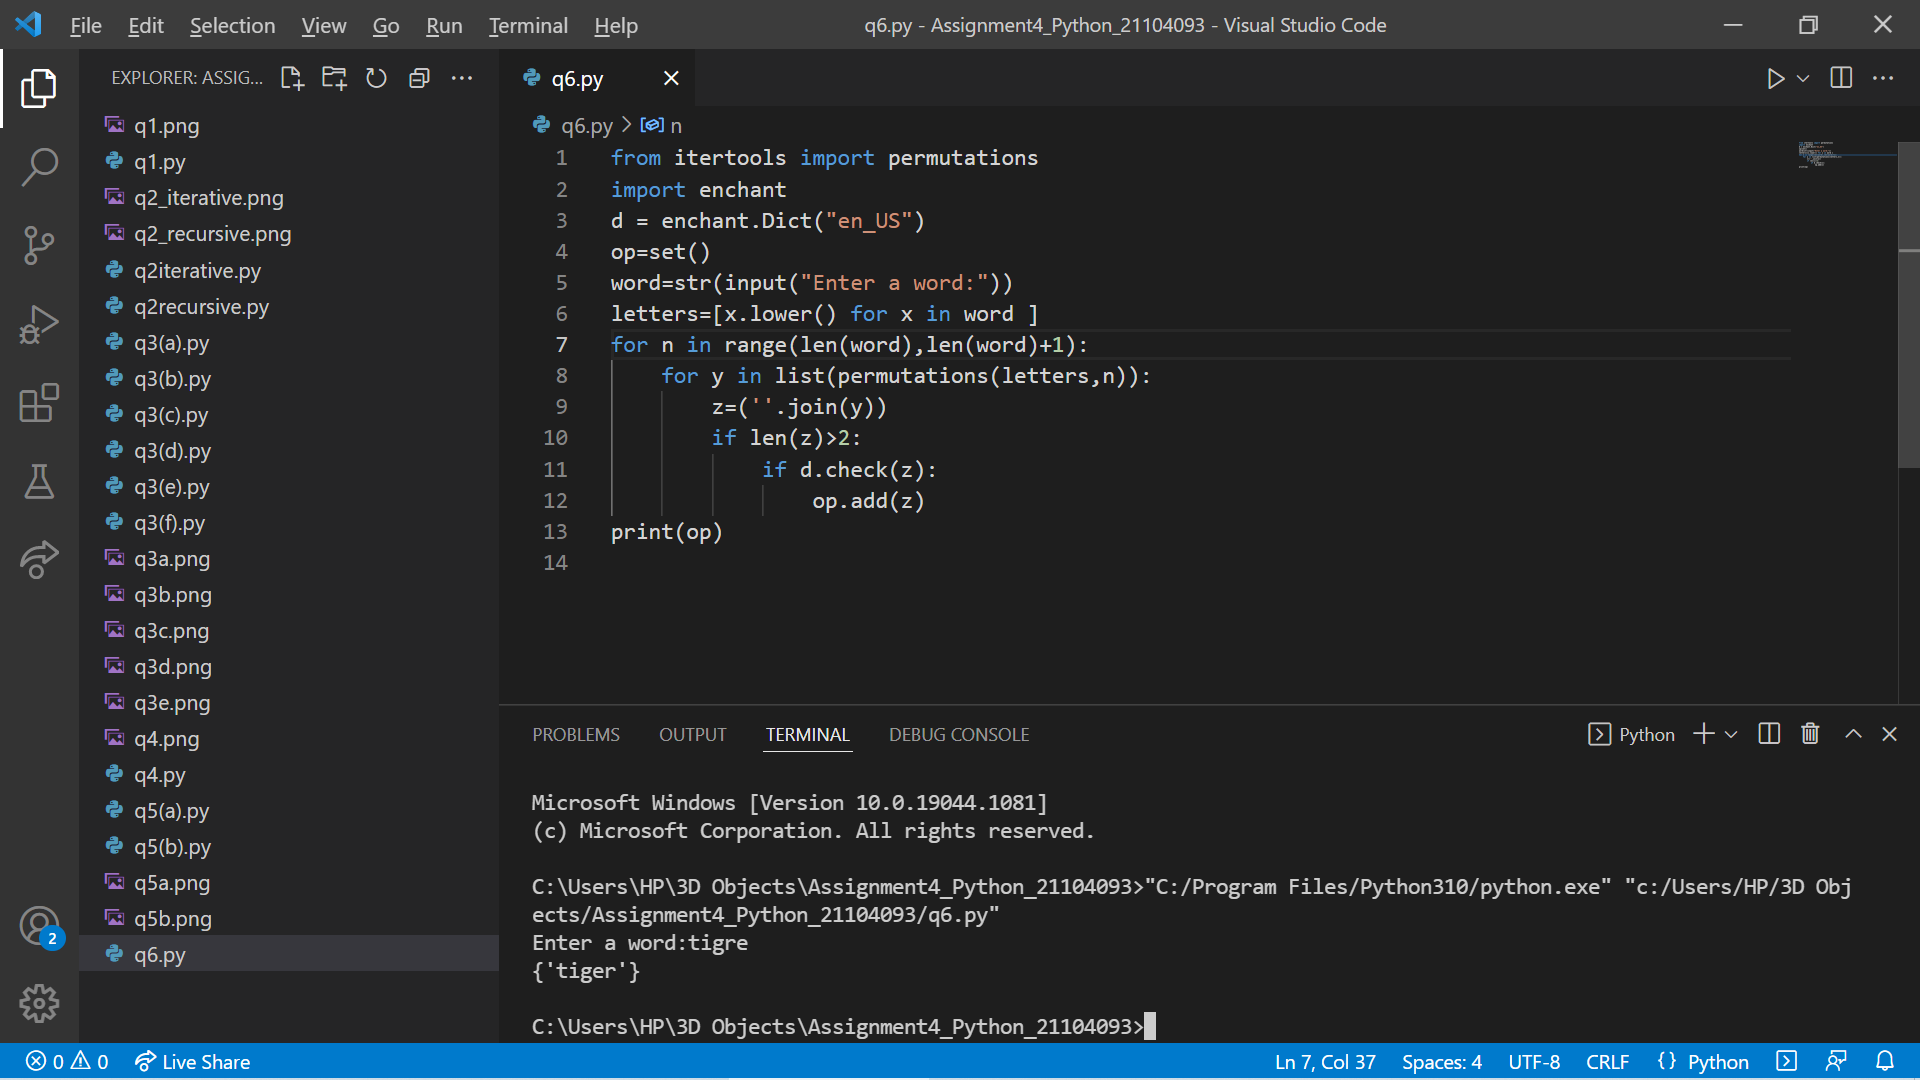 File Edit Selection View Go Run Terminal Help q6.py - Assignment4_Python_21104093 - Visual Studio Code
EXPLORER: ASSIG...
q1.png
q1.py
q2_iterative.png
q2_recursive.png
q2iterative.py
q2recursive.py
q3(a).py
q3(b).py
q3(c).py
q3(d).py
q3(e).py
q3(f).py
q3a.png
q3b.png
q3c.png
q3d.png
q3e.png
q4.png
q4.py
q5(a).py
q5(b).py
q5a.png
q5b.png
q6.py
2
q6.py
q6.py > n
1 from itertools import permutations
2 import enchant
3 d = enchant.Dict("en_US")
4 op=set()
5 word=str(input("Enter a word:"))
6 letters=[x.lower() for x in word ]
7 for n in range(len(word),len(word)+1):
8     for y in list(permutations(letters,n)):
9         z=(''.join(y))
10         if len(z)>2:
11             if d.check(z):
12                 op.add(z)
13 print(op)
14
PROBLEMS OUTPUT TERMINAL DEBUG CONSOLE Python
Microsoft Windows [Version 10.0.19044.1081]
(c) Microsoft Corporation. All rights reserved.
C:\Users\HP\3D Objects\Assignment4_Python_21104093>"C:/Program Files/Python310/python.exe" "c:/Users/HP/3D Obj
ects/Assignment4_Python_21104093/q6.py"
Enter a word:tigre
{'tiger'}
C:\Users\HP\3D Objects\Assignment4_Python_21104093>
0 0 Live Share Ln 7, Col 37 Spaces: 4 UTF-8 CRLF {} Python